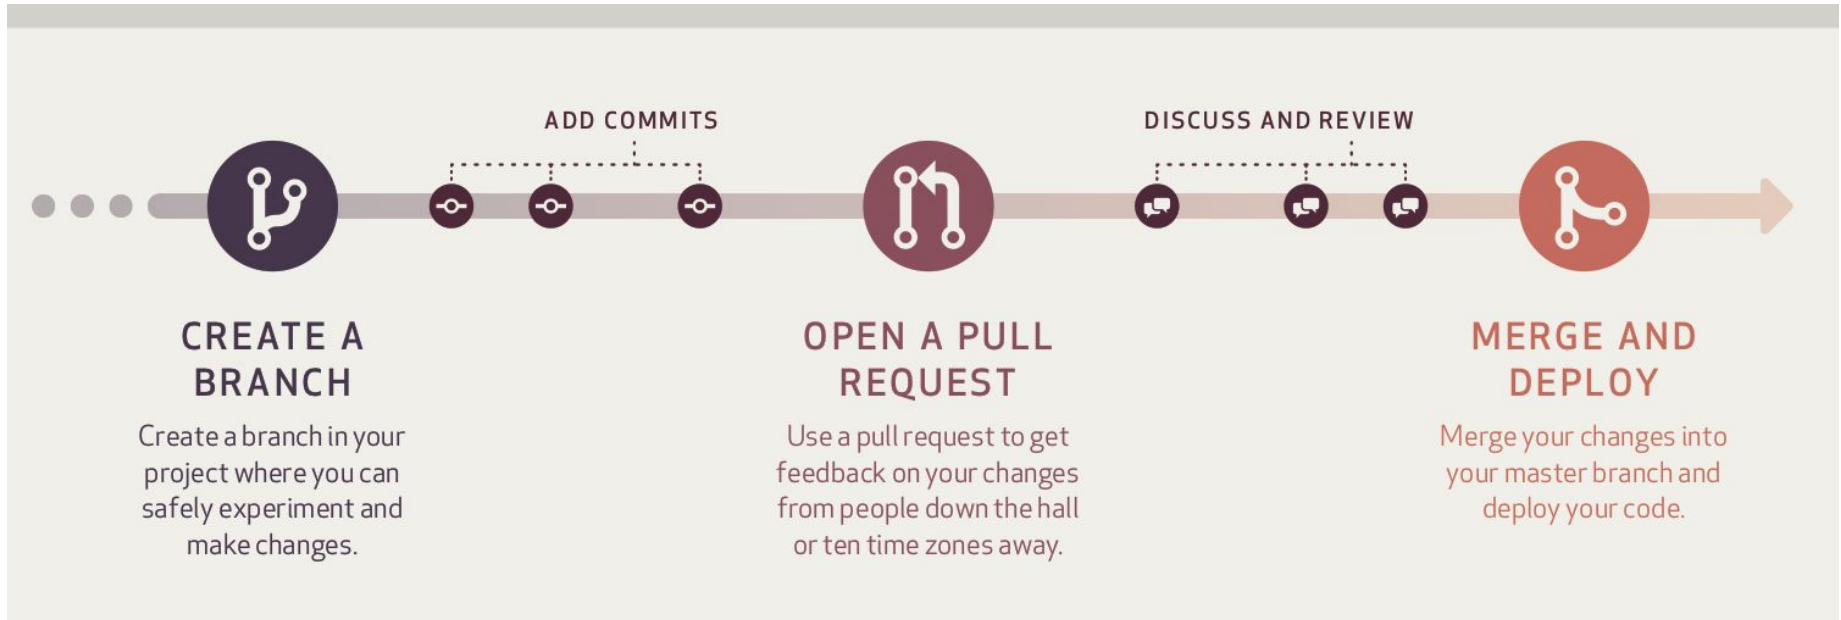 ADD COMMITS
DISCUSS AND REVIEW
CREATE A
BRANCH
Create a branch in your
project where you can
safely experiment and
make changes.
OPEN A PULL
REQUEST
Use a pull request to get
feedback on your changes
from people down the hall
or ten time zones away.
MERGE AND
DEPLOY
Merge your changes into
your master branch and
deploy your code.